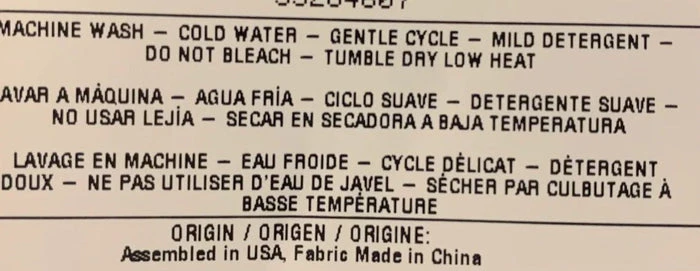 MACHINE WASH – COLD WATER – GENTLE CYCLE – MILD DETERGENT –
DO NOT BLEACH – TUMBLE DRY LOW HEAT
AVAR A MÁQUINA – AGUA FRÍA – CICLO SUAVE – DETERGENTE SUAVE –
NO USAR LEJÍA – SECAR EN SECADORA A BAJA TEMPERATURA
LAVAGE EN MACHINE – EAU FROIDE – CYCLE DÉLICAT – DÉTERGENT
DOUX – NE PAS UTILISER D'EAU DE JAVEL – SÉCHER PAR CULBUTAGE À
BASSE TEMPÉRATURE
ORIGIN / ORIGEN / ORIGINE:
Assembled in USA, Fabric Made in China